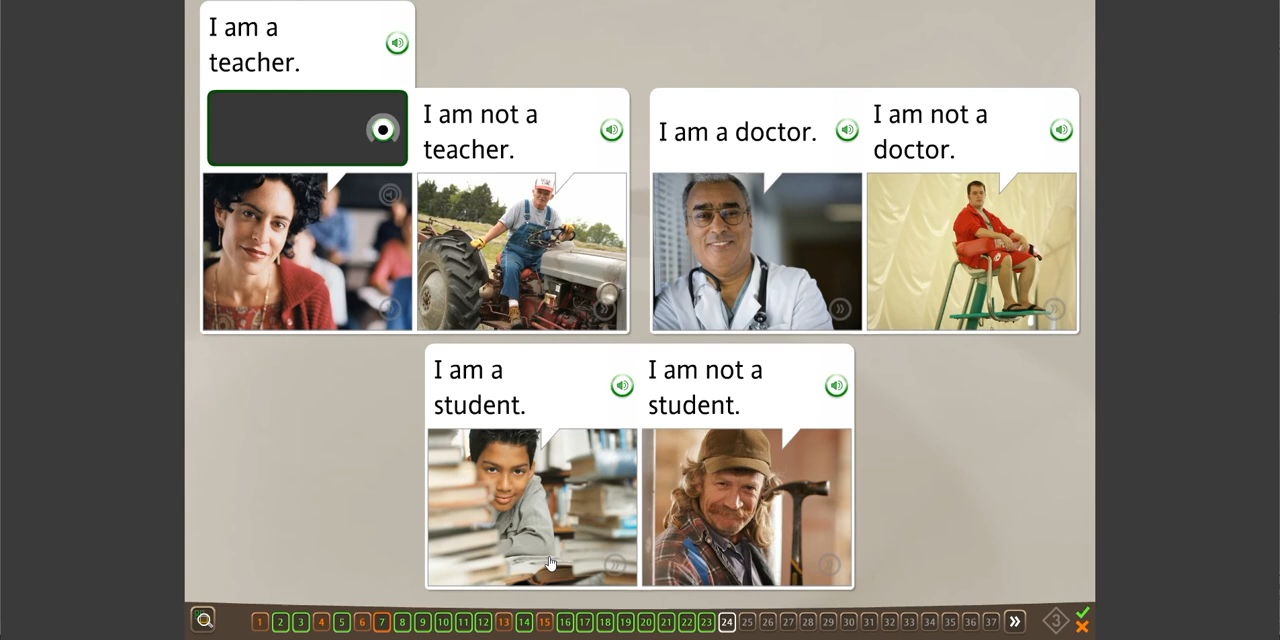 I am a
teacher.
I am not a
teacher.
I am a doctor.
I am not a
doctor.
I am a
student.
I am not a
student.
1 2 3 4 5 6 7 8 9 10 11 12 13 14 15 16 17 18 19 20 21 22 23 24 25 26 27 28 29 30 31 32 33 34 35 36 37 » 3